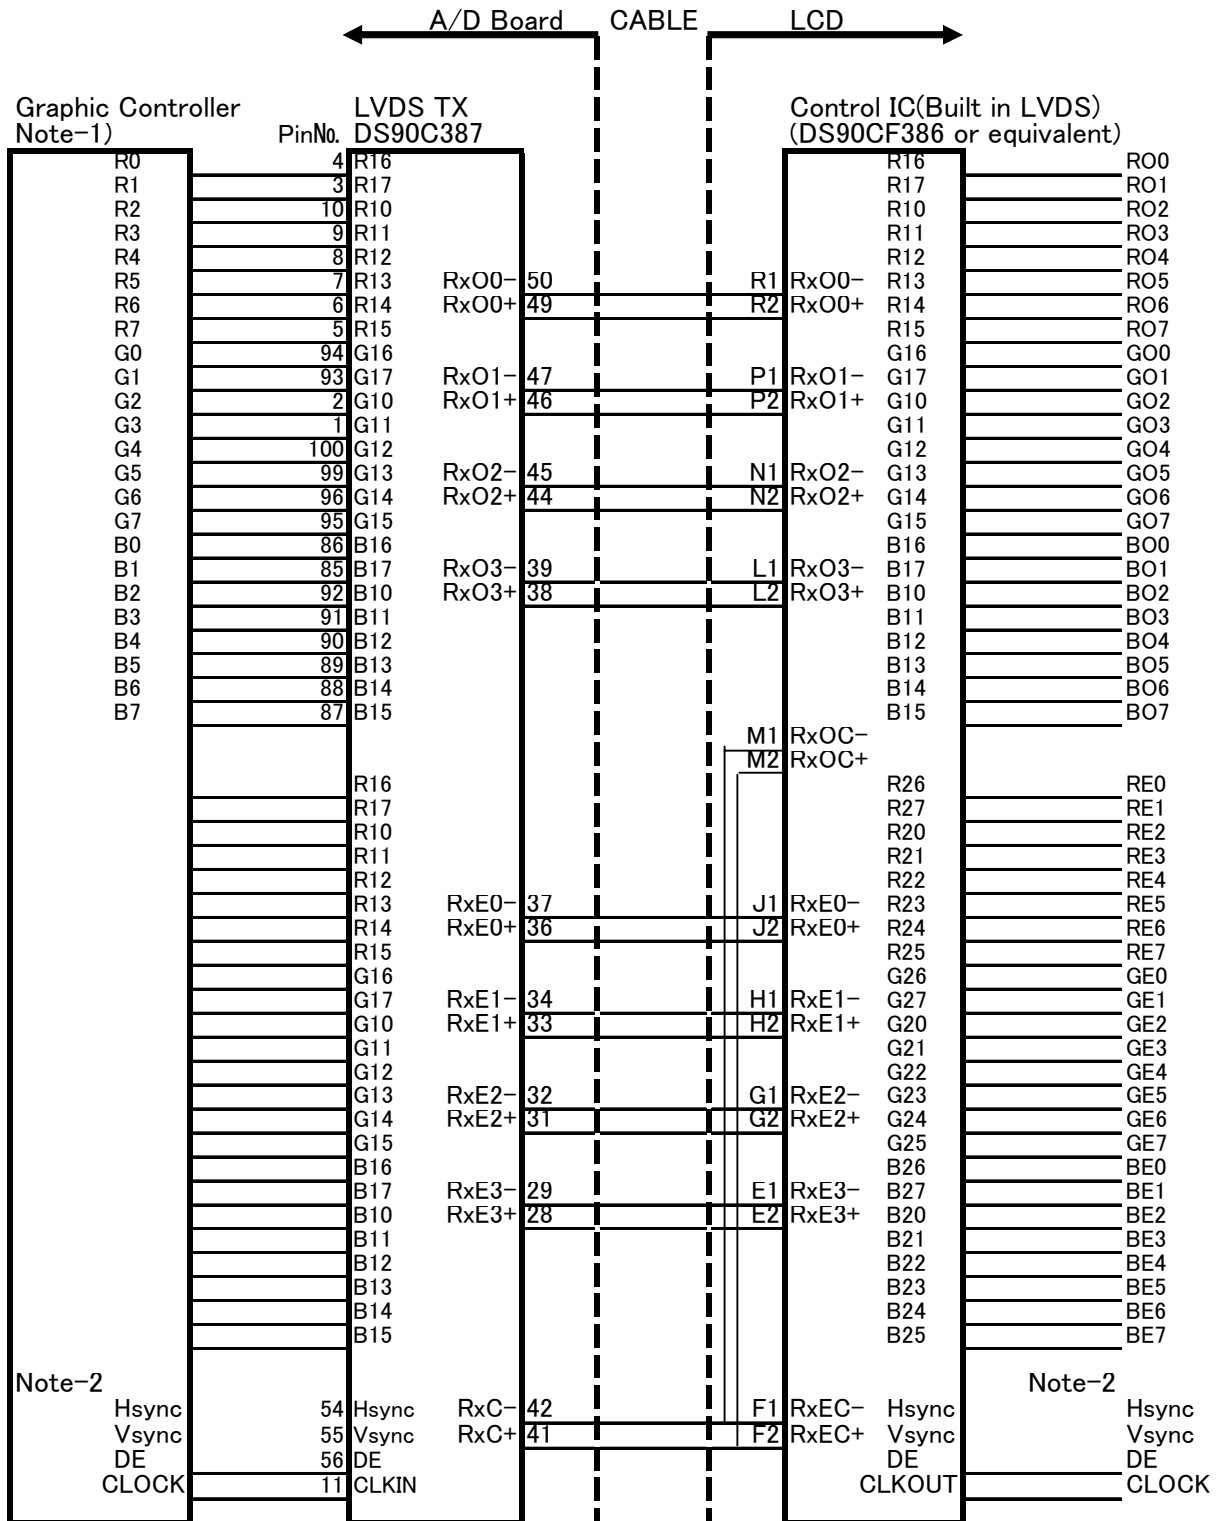 A/D Board CABLE LCD
Graphic Controller LVDS TX Control IC(Built in LVDS)
Note-1) Pin№. DS90C387 (DS90CF386 or equivalent)
R0 4 R16 R16 RO0
R1 3 R17 R17 RO1
R2 10 R10 R10 RO2
R3 9 R11 R11 RO3
R4 8 R12 R12 RO4
R5 7 R13 RxO0- 50 R1 RxO0- R13 RO5
R6 6 R14 RxO0+ 49 R2 RxO0+ R14 RO6
R7 5 R15 R15 RO7
G0 94 G16 G16 GO0
G1 93 G17 RxO1- 47 P1 RxO1- G17 GO1
G2 2 G10 RxO1+ 46 P2 RxO1+ G10 GO2
G3 1 G11 G11 GO3
G4 100 G12 G12 GO4
G5 99 G13 RxO2- 45 N1 RxO2- G13 GO5
G6 96 G14 RxO2+ 44 N2 RxO2+ G14 GO6
G7 95 G15 G15 GO7
B0 86 B16 B16 BO0
B1 85 B17 RxO3- 39 L1 RxO3- B17 BO1
B2 92 B10 RxO3+ 38 L2 RxO3+ B10 BO2
B3 91 B11 B11 BO3
B4 90 B12 B12 BO4
B5 89 B13 B13 BO5
B6 88 B14 B14 BO6
B7 87 B15 B15 BO7
M1 RxOC-
M2 RxOC+
R16 R26 RE0
R17 R27 RE1
R10 R20 RE2
R11 R21 RE3
R12 R22 RE4
R13 RxE0- 37 J1 RxE0- R23 RE5
R14 RxE0+ 36 J2 RxE0+ R24 RE6
R15 R25 RE7
G16 G26 GE0
G17 RxE1- 34 H1 RxE1- G27 GE1
G10 RxE1+ 33 H2 RxE1+ G20 GE2
G11 G21 GE3
G12 G22 GE4
G13 RxE2- 32 G1 RxE2- G23 GE5
G14 RxE2+ 31 G2 RxE2+ G24 GE6
G15 G25 GE7
B16 B26 BE0
B17 RxE3- 29 E1 RxE3- B27 BE1
B10 RxE3+ 28 E2 RxE3+ B20 BE2
B11 B21 BE3
B12 B22 BE4
B13 B23 BE5
B14 B24 BE6
B15 B25 BE7
Note-2 Note-2
Hsync 54 Hsync RxC- 42 F1 RxEC- Hsync Hsync
Vsync 55 Vsync RxC+ 41 F2 RxEC+ Vsync Vsync
DE 56 DE DE DE
CLOCK 11 CLKIN CLKOUT CLOCK